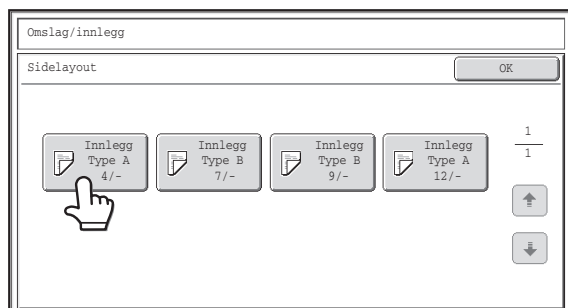 Omslag/innlegg
Sidelayout
OK
Innlegg
Type A
4/-
Innlegg
Type B
7/-
Innlegg
Type B
9/-
Innlegg
Type A
12/-
1
1